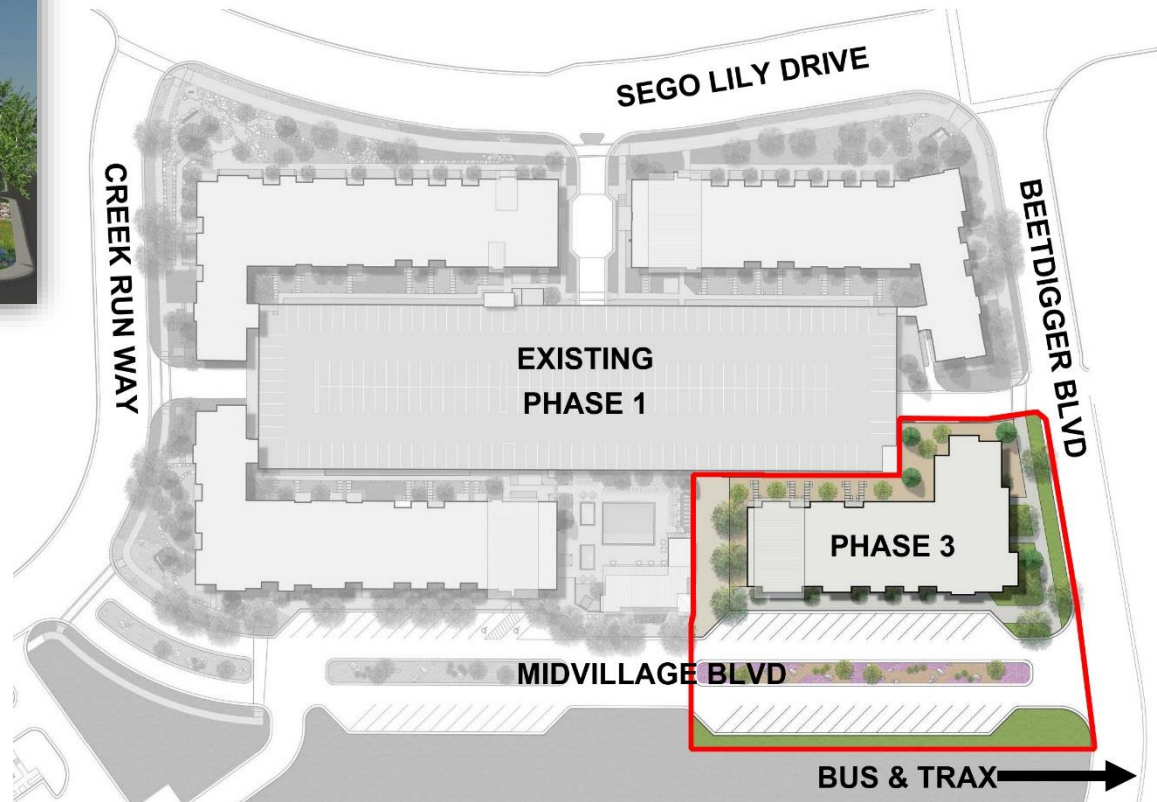 SEGO LILY DRIVE
CREEK RUN WAY
BEETDIGGER BLVD
EXISTING
PHASE 1
PHASE 3
MIDVILLAGE BLVD
BUS & TRAX